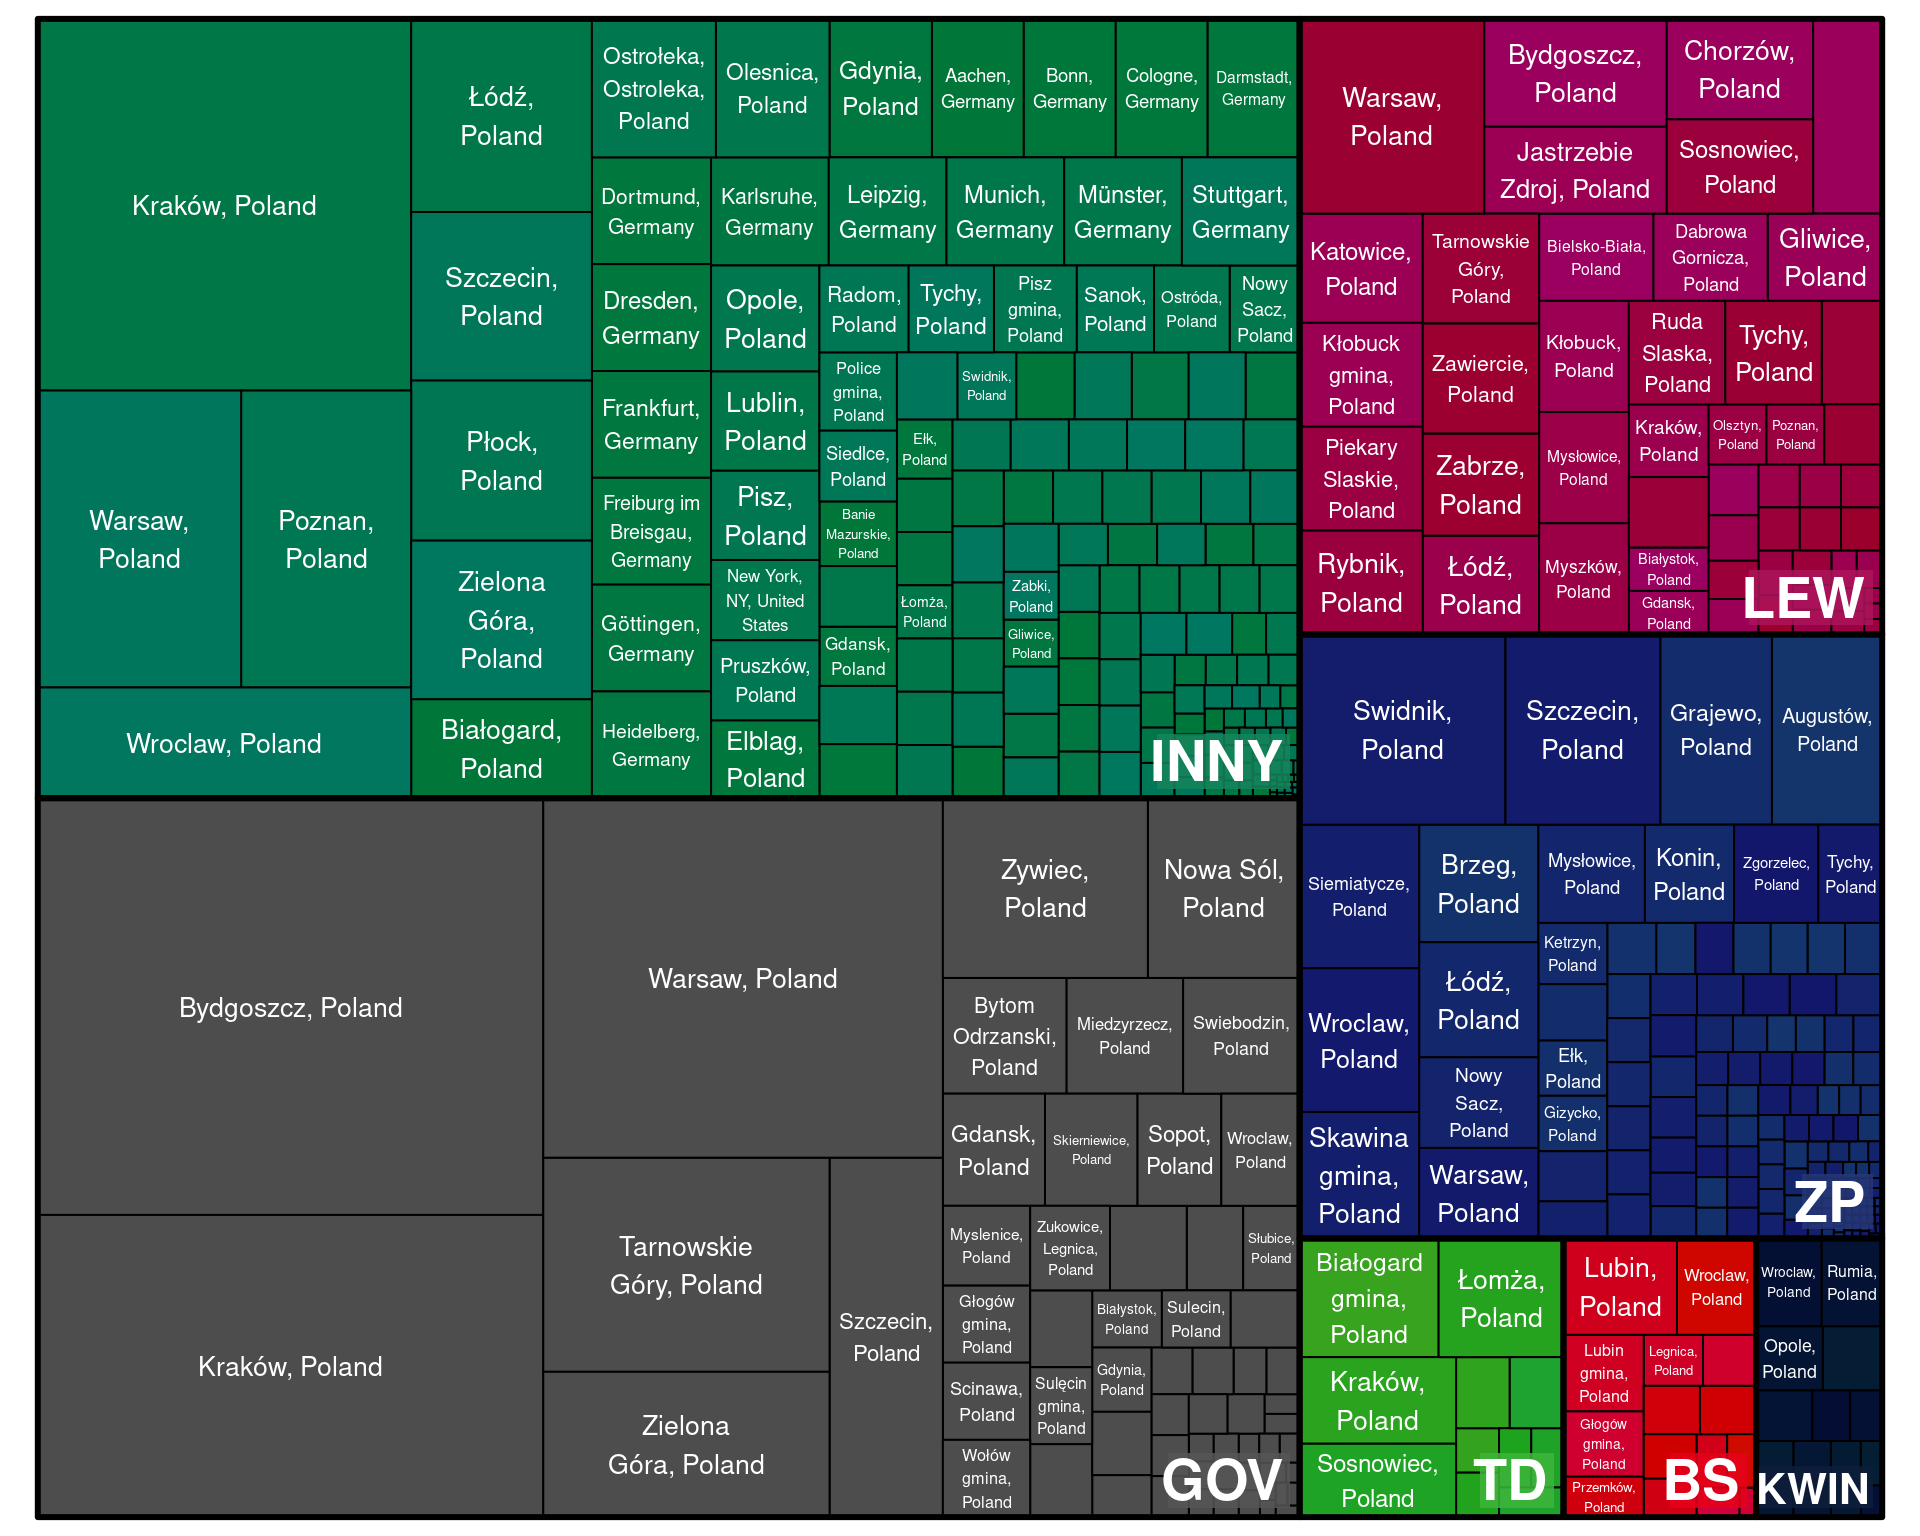 Kraków, Poland
Warsaw,
Poland
Poznan,
Poland
Wroclaw, Poland
Łódź,
Poland
Szczecin,
Poland
Płock,
Poland
Zielona
Góra,
Poland
Białogard,
Poland
Ostrołeka,
Ostroleka,
Poland
Olesnica,
Poland
Gdynia,
Poland
Aachen,
Germany
Bonn,
Germany
Cologne,
Germany
Darmstadt,
Germany
Dortmund,
Germany
Karlsruhe,
Germany
Leipzig,
Germany
Munich,
Germany
Münster,
Germany
Stuttgart,
Germany
Dresden,
Germany
Frankfurt,
Germany
Freiburg im
Breisgau,
Germany
Göttingen,
Germany
Heidelberg,
Germany
Opole,
Poland
Lublin,
Poland
Pisz,
Poland
New York,
NY, United
States
Pruszków,
Poland
Elblag,
Poland
Radom,
Poland
Tychy,
Poland
Pisz
gmina,
Poland
Sanok,
Poland
Ostróda,
Poland
Nowy
Sacz,
Poland
Police
gmina,
Poland
Siedlce,
Poland
Banie
Mazurskie,
Poland
Gdansk,
Poland
Swidnik,
Poland
Ełk,
Poland
Łomża,
Poland
Zabki,
Poland
Gliwice,
Poland
INNY
Warsaw,
Poland
Bydgoszcz,
Poland
Jastrzebie
Zdroj, Poland
Chorzów,
Poland
Sosnowiec,
Poland
Katowice,
Poland
Kłobuck
gmina,
Poland
Piekary
Slaskie,
Poland
Rybnik,
Poland
Tarnowskie
Góry,
Poland
Zawiercie,
Poland
Zabrze,
Poland
Łódź,
Poland
Bielsko-Biała,
Poland
Dabrowa
Gornicza,
Poland
Gliwice,
Poland
Kłobuck,
Poland
Mysłowice,
Poland
Myszków,
Poland
Ruda
Slaska,
Poland
Tychy,
Poland
Kraków,
Poland
Olsztyn,
Poland
Poznan,
Poland
Białystok,
Poland
Gdansk,
Poland
LEW
Swidnik,
Poland
Szczecin,
Poland
Grajewo,
Poland
Augustów,
Poland
Siemiatycze,
Poland
Wroclaw,
Poland
Skawina
gmina,
Poland
Brzeg,
Poland
Łódź,
Poland
Nowy
Sacz,
Poland
Warsaw,
Poland
Mysłowice,
Poland
Konin,
Poland
Zgorzelec,
Poland
Tychy,
Poland
Ketrzyn,
Poland
Ełk,
Poland
Gizycko,
Poland
ZP
Bydgoszcz, Poland
Kraków, Poland
Warsaw, Poland
Tarnowskie
Góry, Poland
Zielona
Góra, Poland
Szczecin,
Poland
Zywiec,
Poland
Nowa Sól,
Poland
Bytom
Odrzanski,
Poland
Miedzyrzecz,
Poland
Swiebodzin,
Poland
Gdansk,
Poland
Skierniewice,
Poland
Sopot,
Poland
Wroclaw,
Poland
Myslenice,
Poland
Głogów
gmina,
Poland
Scinawa,
Poland
Wołów
gmina,
Poland
Zukowice,
Legnica,
Poland
Słubice,
Poland
Sulęcin
gmina,
Poland
Białystok,
Poland
Sulecin,
Poland
Gdynia,
Poland
GOV
Białogard
gmina,
Poland
Łomża,
Poland
Kraków,
Poland
Sosnowiec,
Poland
TD
Lubin,
Poland
Wroclaw,
Poland
Lubin
gmina,
Poland
Legnica,
Poland
Głogów
gmina,
Poland
Przemków,
Poland
BS
Wroclaw,
Poland
Rumia,
Poland
Opole,
Poland
KWIN